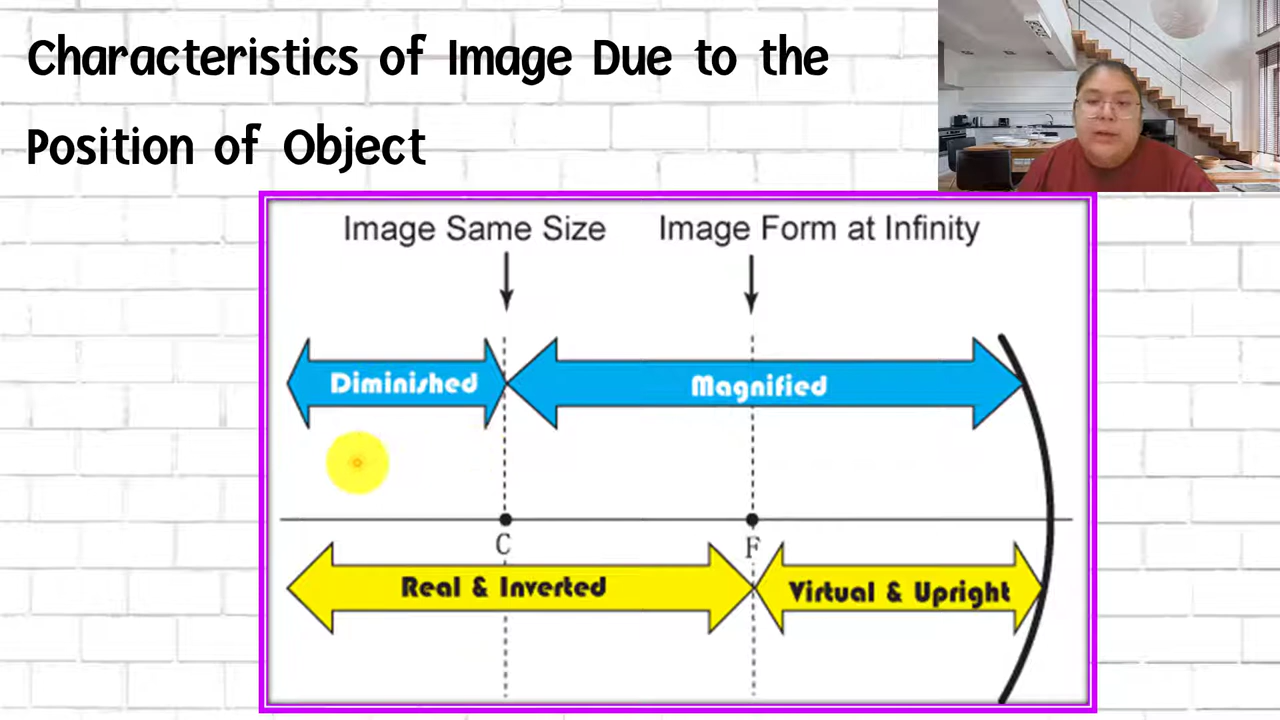 Characteristics of Image Due to the
Position of Object
Image Same Size
Image Form at Infinity
Diminished
Magnified
C
F
Real & Inverted
Virtual & Upright